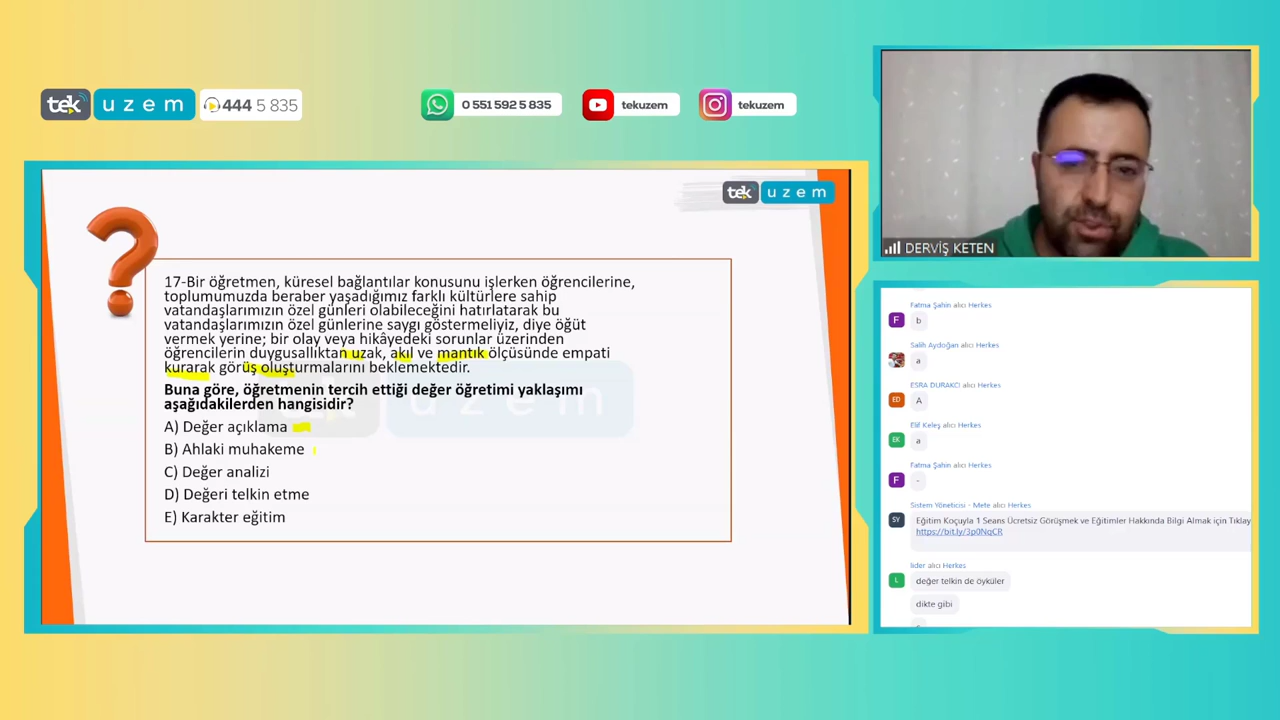 tek uzem 444 5 835
0 551 592 5 835
tekuzem
tekuzem
tek uzem
17-Bir öğretmen, küresel bağlantılar konusunu işlerken öğrencilerine,
toplumumuzda beraber yaşadığımız farklı kültürlere sahip
vatandaşlarımızın özel günleri olabileceğini hatırlatarak bu
vatandaşlarımızın özel günlerine saygı göstermeliyiz, diye öğüt
vermek yerine; bir olay veya hikâyedeki sorunlar üzerinden
öğrencilerin duygusallıktan uzak, akıl ve mantık ölçüsünde empati
kurarak görüş oluşturmalarını beklemektedir.
Buna göre, öğretmenin tercih ettiği değer öğretimi yaklaşımı
aşağıdakilerden hangisidir?
A) Değer açıklama
B) Ahlaki muhakeme
C) Değer analizi
D) Değeri telkin etme
E) Karakter eğitim
uzem
DERVİŞ KETEN
Fatma Şahin alıcı Herkes
F b
Salih Aydoğan alıcı Herkes
a
ESRA DURAKCI alıcı Herkes
ED A
Elif Keleş alıcı Herkes
EK a
Fatma Şahin alıcı Herkes
F -
Sistem Yöneticisi - Mete alıcı Herkes
SY Eğitim Koçuyla 1 Seans Ücretsiz Görüşmek ve Eğitimler Hakkında Bilgi Almak için Tıklay
https://bit.ly/3p0NqCR
lider alıcı Herkes
L değer telkin de öyküler
dikte gibi